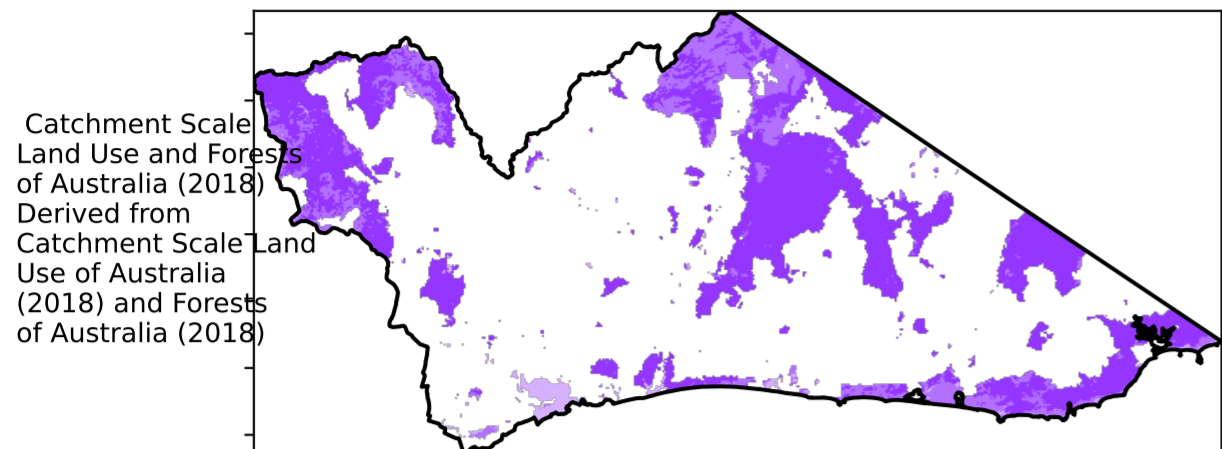 Catchment Scale
Land Use and Forests
of Australia (2018)
Derived from
Catchment Scale Land
Use of Australia
(2018) and Forests
of Australia (2018)